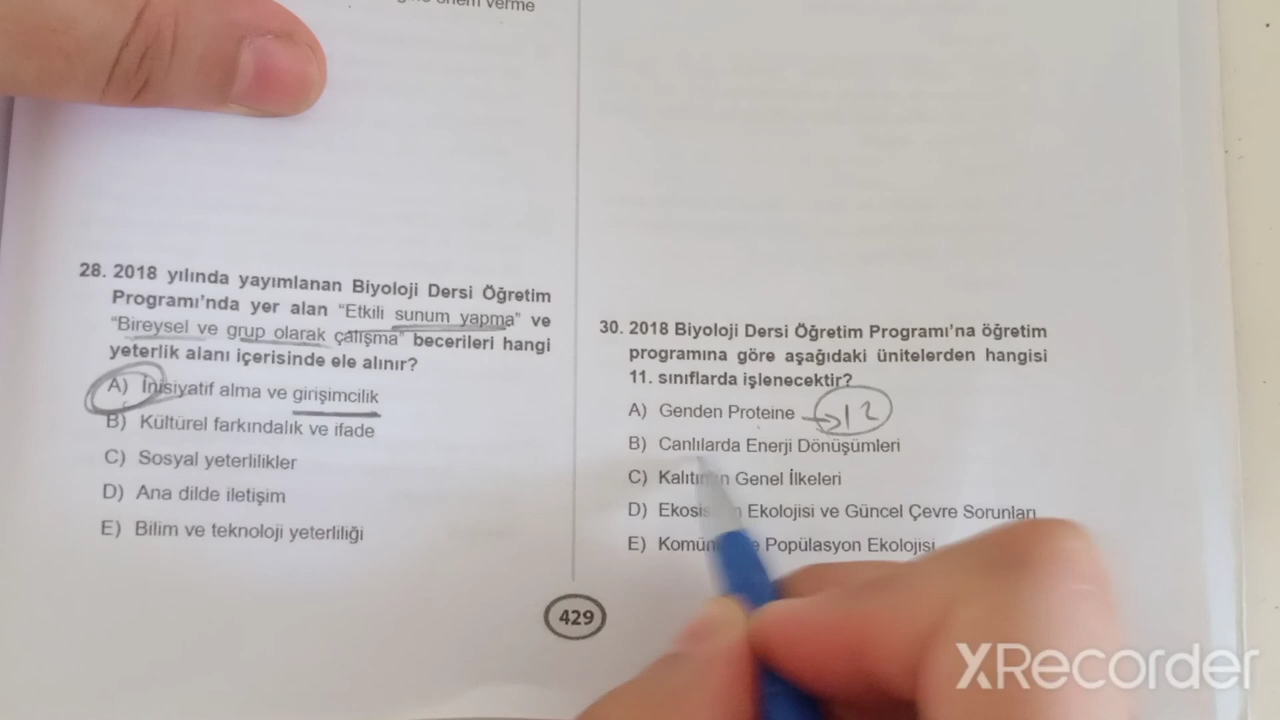 önem verme
28. 2018 yılında yayımlanan Biyoloji Dersi Öğretim
Programı'nda yer alan “Etkili sunum yapma” ve
“Bireysel ve grup olarak çalışma” becerileri hangi
yeterlik alanı içerisinde ele alınır?
A) İnisiyatif alma ve girişimcilik
B) Kültürel farkındalık ve ifade
C) Sosyal yeterlilikler
D) Ana dilde iletişim
E) Bilim ve teknoloji yeterliliği
30. 2018 Biyoloji Dersi Öğretim Programı'na öğretim
programına göre aşağıdaki ünitelerden hangisi
11. sınıflarda işlenecektir?
A) Genden Proteine → 12
B) Canlılarda Enerji Dönüşümleri
C) Genel İlkeleri
D) Ekolojisi ve Güncel Çevre Sorunları
E) Popülasyon Ekolojisi
429
XRecorder